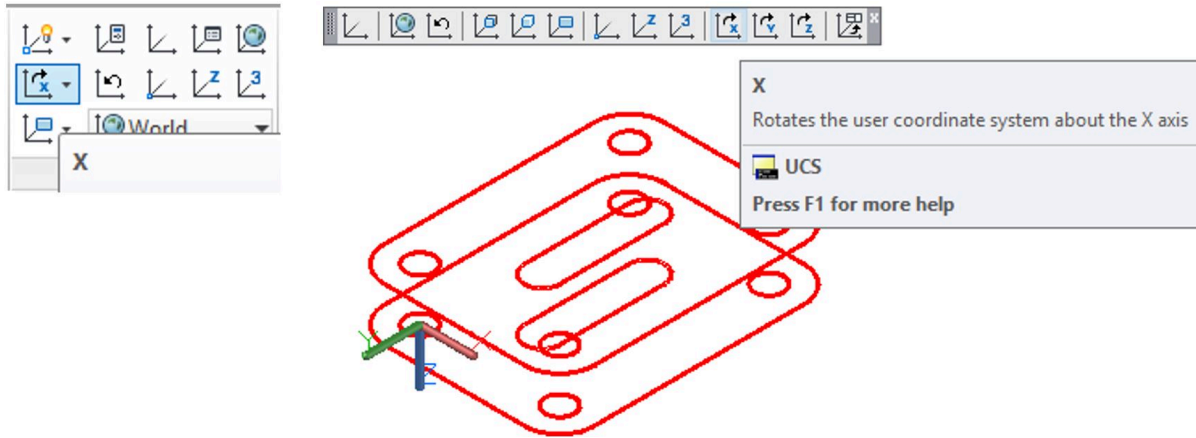 World
X
X
Rotates the user coordinate system about the X axis
UCS
Press F1 for more help
X
Y
Z